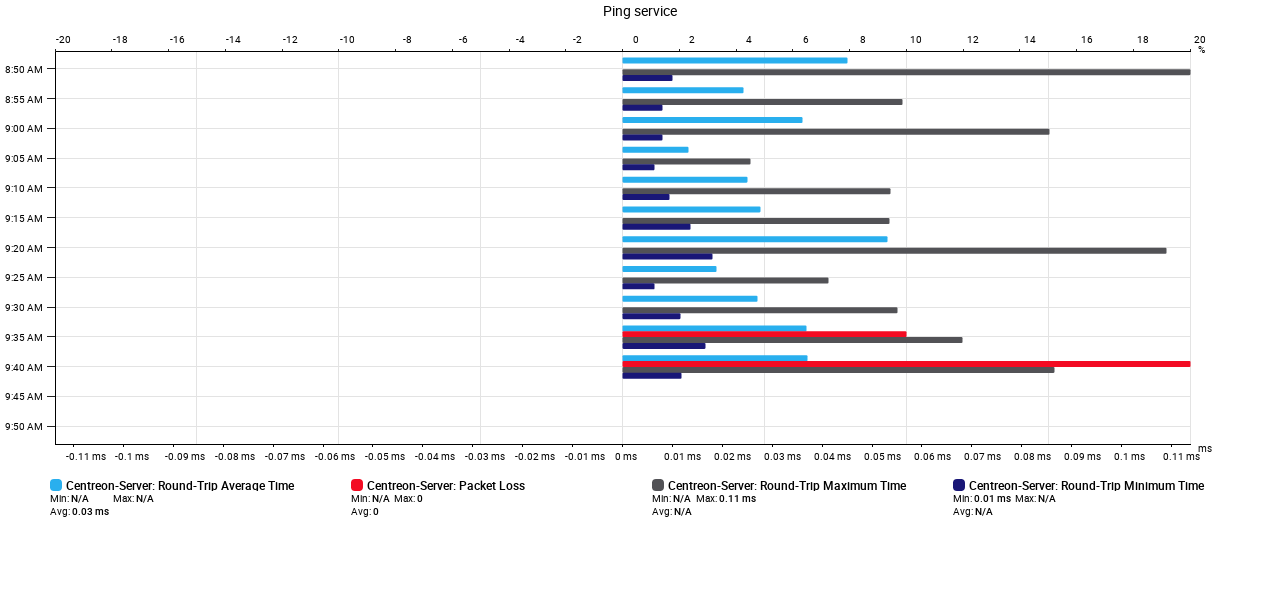 Ping service
-20 -18 -16 -14 -12 -10 -8 -6 -4 -2 0 2 4 6 8 10 12 14 16 18 20
%
8:50 AM
8:55 AM
9:00 AM
9:05 AM
9:10 AM
9:15 AM
9:20 AM
9:25 AM
9:30 AM
9:35 AM
9:40 AM
9:45 AM
9:50 AM
ms
-0.11 ms -0.1 ms -0.09 ms -0.08 ms -0.07 ms -0.06 ms -0.05 ms -0.04 ms -0.03 ms -0.02 ms -0.01 ms 0 ms 0.01 ms 0.02 ms 0.03 ms 0.04 ms 0.05 ms 0.06 ms 0.07 ms 0.08 ms 0.09 ms 0.1 ms 0.11 ms
Centreon-Server: Round-Trip Average Time
Min: N/A Max: N/A
Avg: 0.03 ms
Centreon-Server: Packet Loss
Min: N/A Max: 0
Avg: 0
Centreon-Server: Round-Trip Maximum Time
Min: N/A Max: 0.11 ms
Avg: N/A
Centreon-Server: Round-Trip Minimum Time
Min: 0.01 ms Max: N/A
Avg: N/A